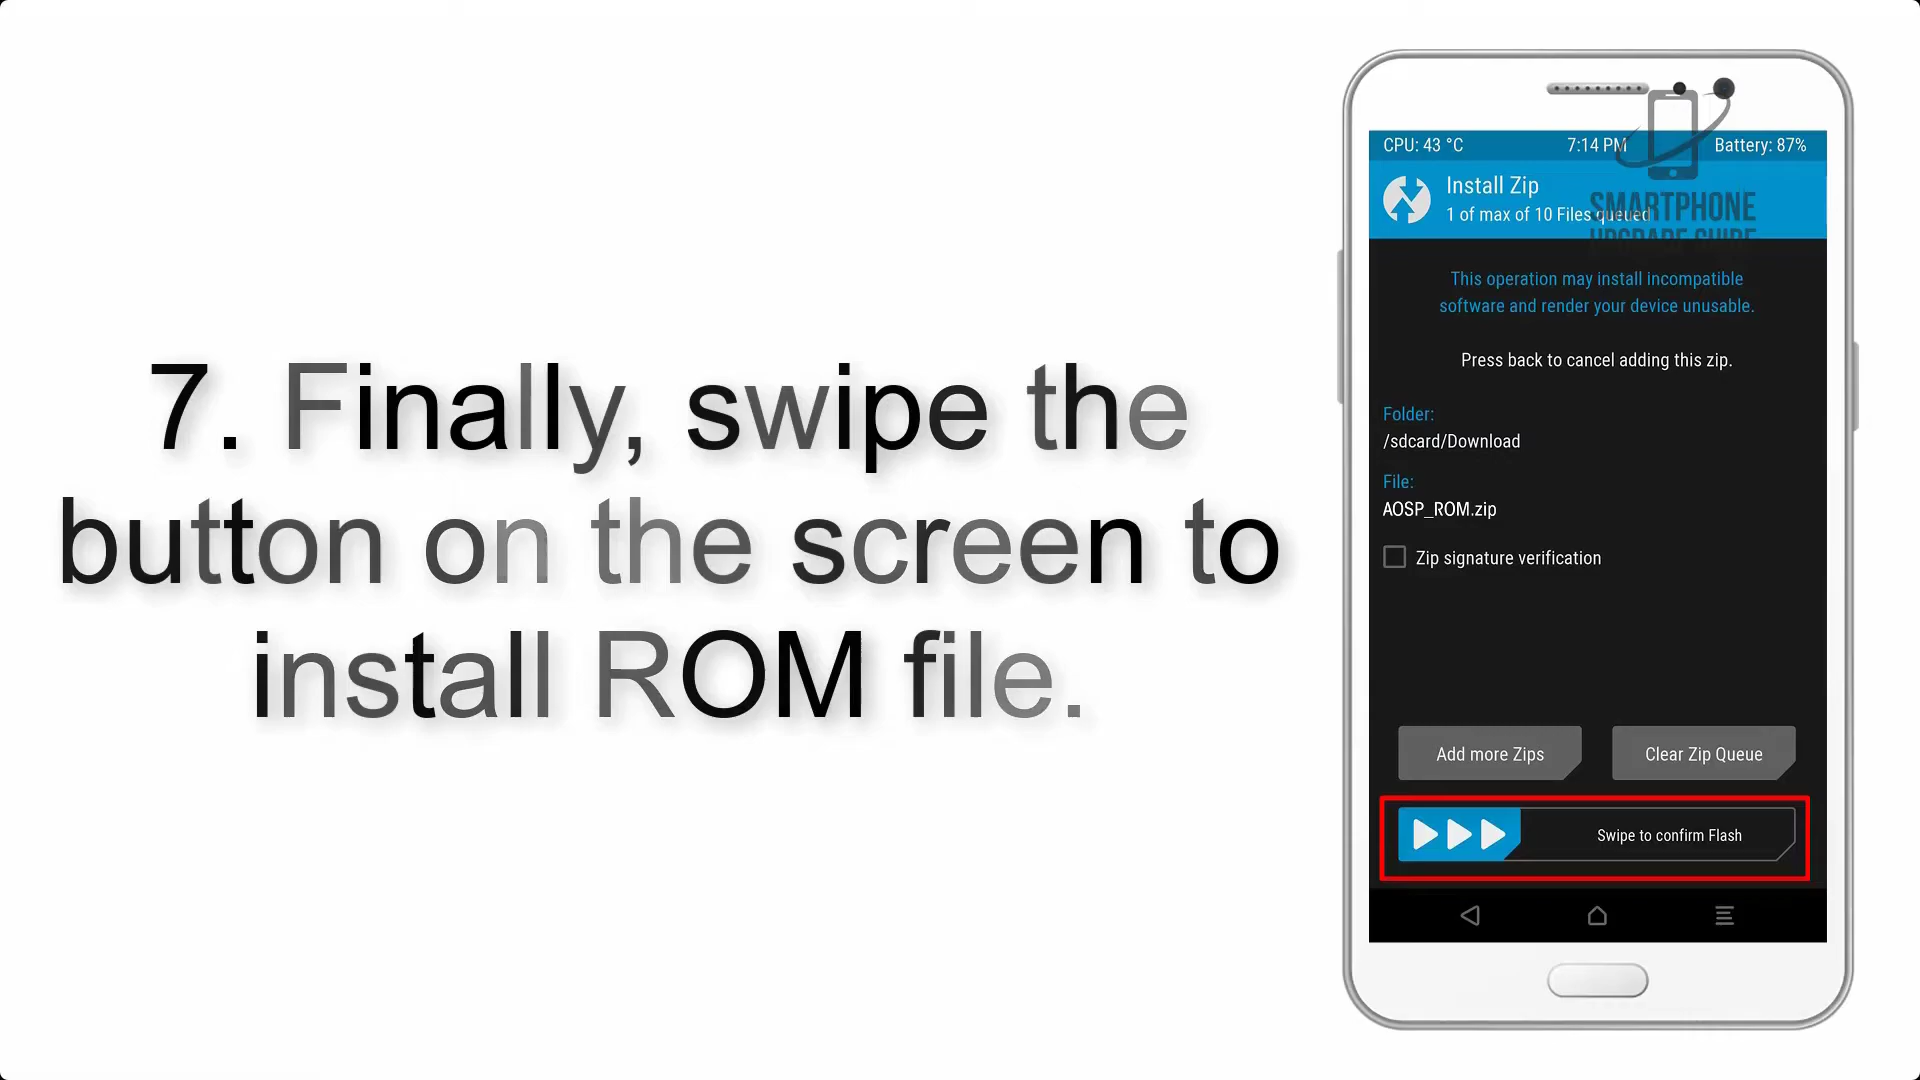 7. Finally, swipe the
button on the screen to
install ROM file.
CPU: 43 °C 7:14 PM Battery: 87%
Install Zip
1 of max of 10 Files queued
SMARTPHONE
UPGRADE GUIDE
This operation may install incompatible
software and render your device unusable.
Press back to cancel adding this zip.
Folder:
/sdcard/Download
File:
AOSP_ROM.zip
Zip signature verification
Add more Zips Clear Zip Queue
Swipe to confirm Flash